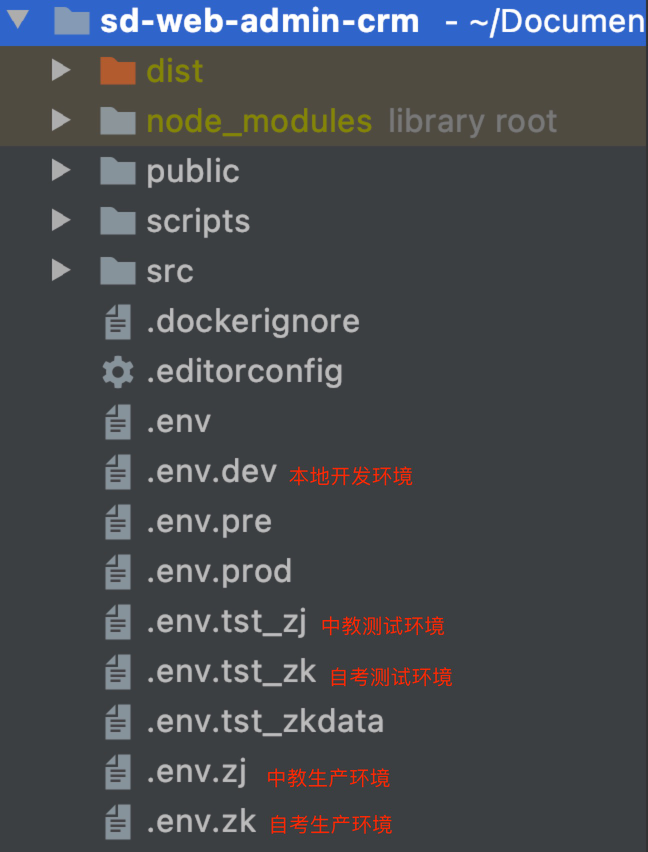 sd-web-admin-crm - ~/Documen
dist
node_modules library root
public
scripts
src
.dockerignore
.editorconfig
.env
.env.dev 本地开发环境
.env.pre
.env.prod
.env.tst_zj 中教测试环境
.env.tst_zk 自考测试环境
.env.tst_zkdata
.env.zj 中教生产环境
.env.zk 自考生产环境